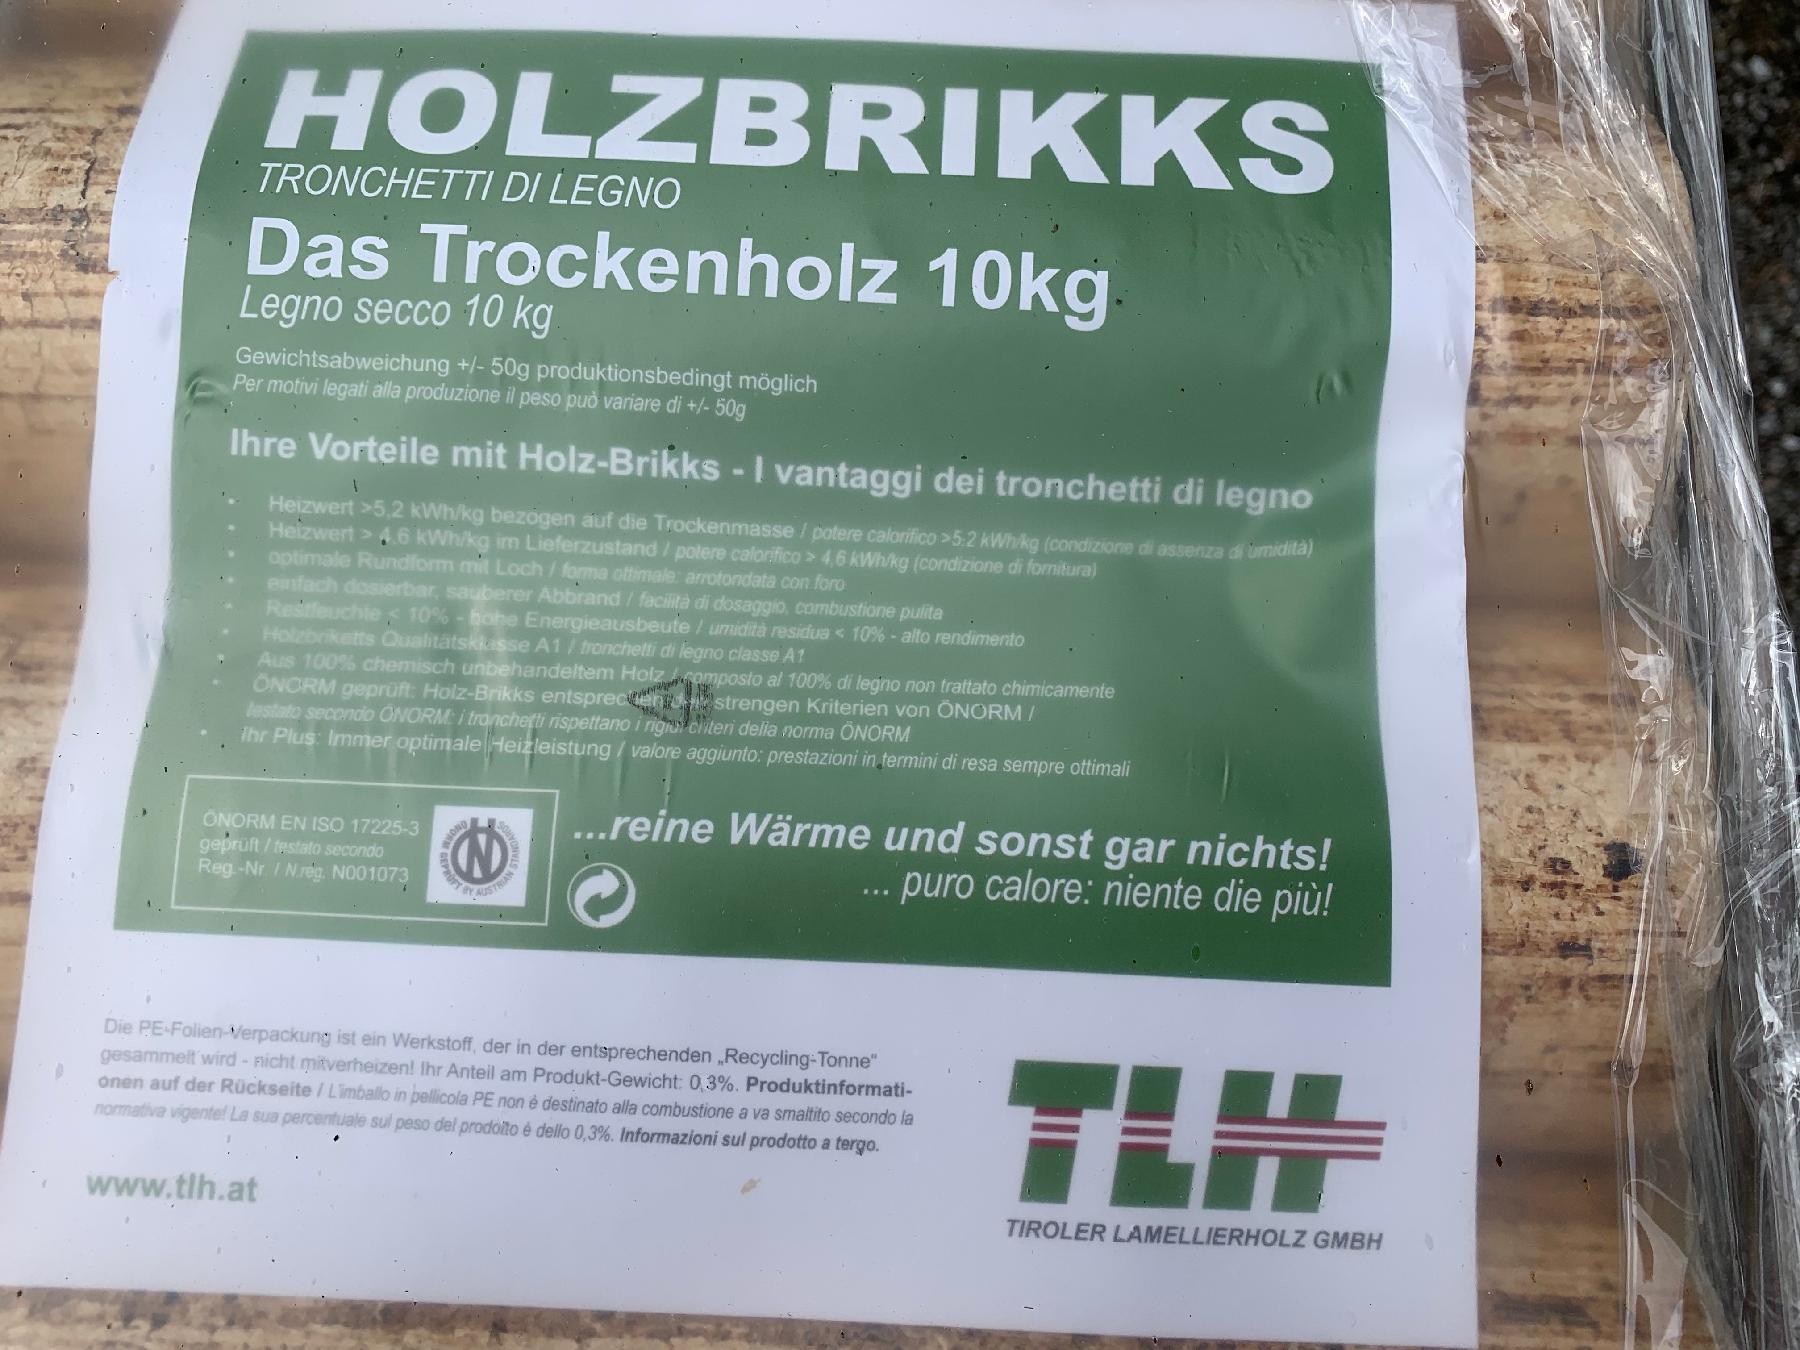 HOLZBRIKKS
TRONCHETTI DI LEGNO
Das Trockenholz 10kg
Legno secco 10 kg
Gewichtsabweichung +/- 50g produktionsbedingt möglich
Per motivi legati alla produzione il peso può variare di +/- 50g
Ihre Vorteile mit Holz-Brikks - I vantaggi dei tronchetti di legno
• Heizwert >5,2 kWh/kg bezogen auf die Trockenmasse / potere calorifico >5,2 kWh/kg (condizione di assenza di umidità)
• Heizwert > 4,6 kWh/kg im Lieferzustand / potere calorifico > 4,6 kWh/kg (condizione di fornitura)
• optimale Rundform mit Loch / forma ottimale: arrotondata con foro
• einfach dosierbar, sauberer Abbrand / facilità di dosaggio, combustione pulita
• Restfeuchte < 10% - hohe Energieausbeute / umidità residua < 10% - alto rendimento
• Holzbriketts Qualitätsklasse A1 / tronchetti di legno classe A1
• Aus 100% chemisch unbehandeltem Holz / composto al 100% di legno non trattato chimicamente
• ÖNORM geprüft: Holz-Brikks entsprechen strengen Kriterien von ÖNORM /
testato secondo ÖNORM: i tronchetti rispettano i rigidi criteri della norma ÖNORM
• Ihr Plus: Immer optimale Heizleistung / valore aggiunto: prestazioni in termini di resa sempre ottimali
ÖNORM EN ISO 17225-3
geprüft / testato secondo
Reg.-Nr. / N.reg. N001073
N
ÖNORM GEPRÜFT BY AUSTRIAN STANDARDS
...reine Wärme und sonst gar nichts!
... puro calore: niente die più!
Die PE-Folien-Verpackung ist ein Werkstoff, der in der entsprechenden „Recycling-Tonne“
gesammelt wird - nicht mitverheizen! Ihr Anteil am Produkt-Gewicht: 0,3%. Produktinformati-
onen auf der Rückseite / L'imballo in pellicola PE non è destinato alla combustione a va smaltito secondo la
normativa vigente! La sua percentuale sul peso del prodotto è dello 0,3%. Informazioni sul prodotto a tergo.
www.tlh.at
TLH
TIROLER LAMELLIERHOLZ GMBH